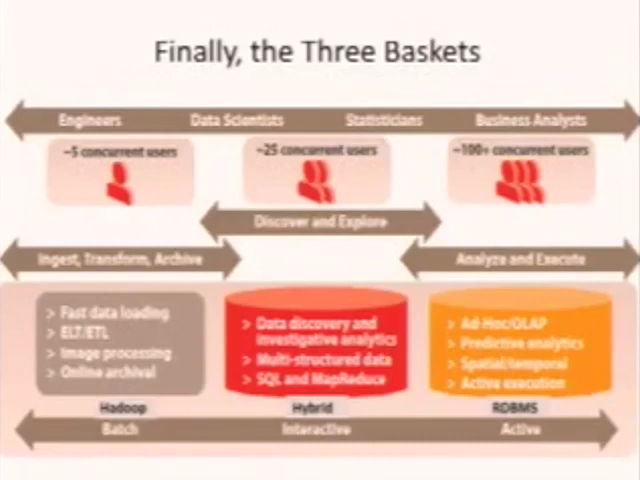 Finally, the Three Baskets
Engineers Data Scientists Statisticians Business Analysts
~5 concurrent users ~25 concurrent users ~100+ concurrent users
Discover and Explore
Ingest, Transform, Archive Analyze and Execute
> Fast data loading
> ELT/ETL
> Image processing
> Online archival
> Data discovery and
investigative analytics
> Multi-structured data
> SQL and MapReduce
> Ad-Hoc/OLAP
> Predictive analytics
> Spatial/temporal
> Active execution
Hadoop Hybrid RDBMS
Batch Interactive Active